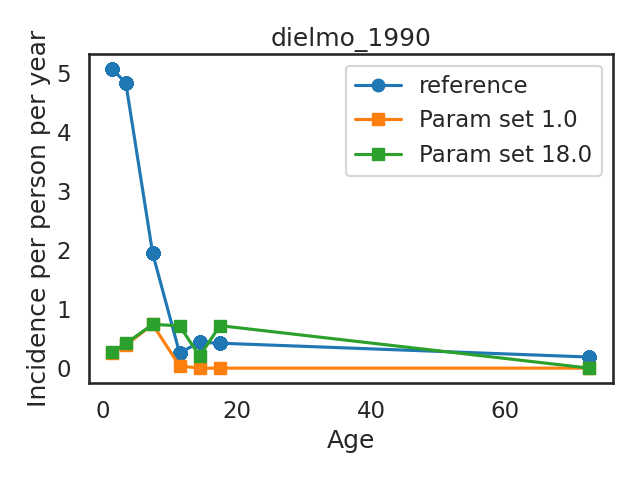 dielmo_1990
Incidence per person per year
5
4
3
2
1
0
reference
Param set 1.0
Param set 18.0
0 20 40 60
Age